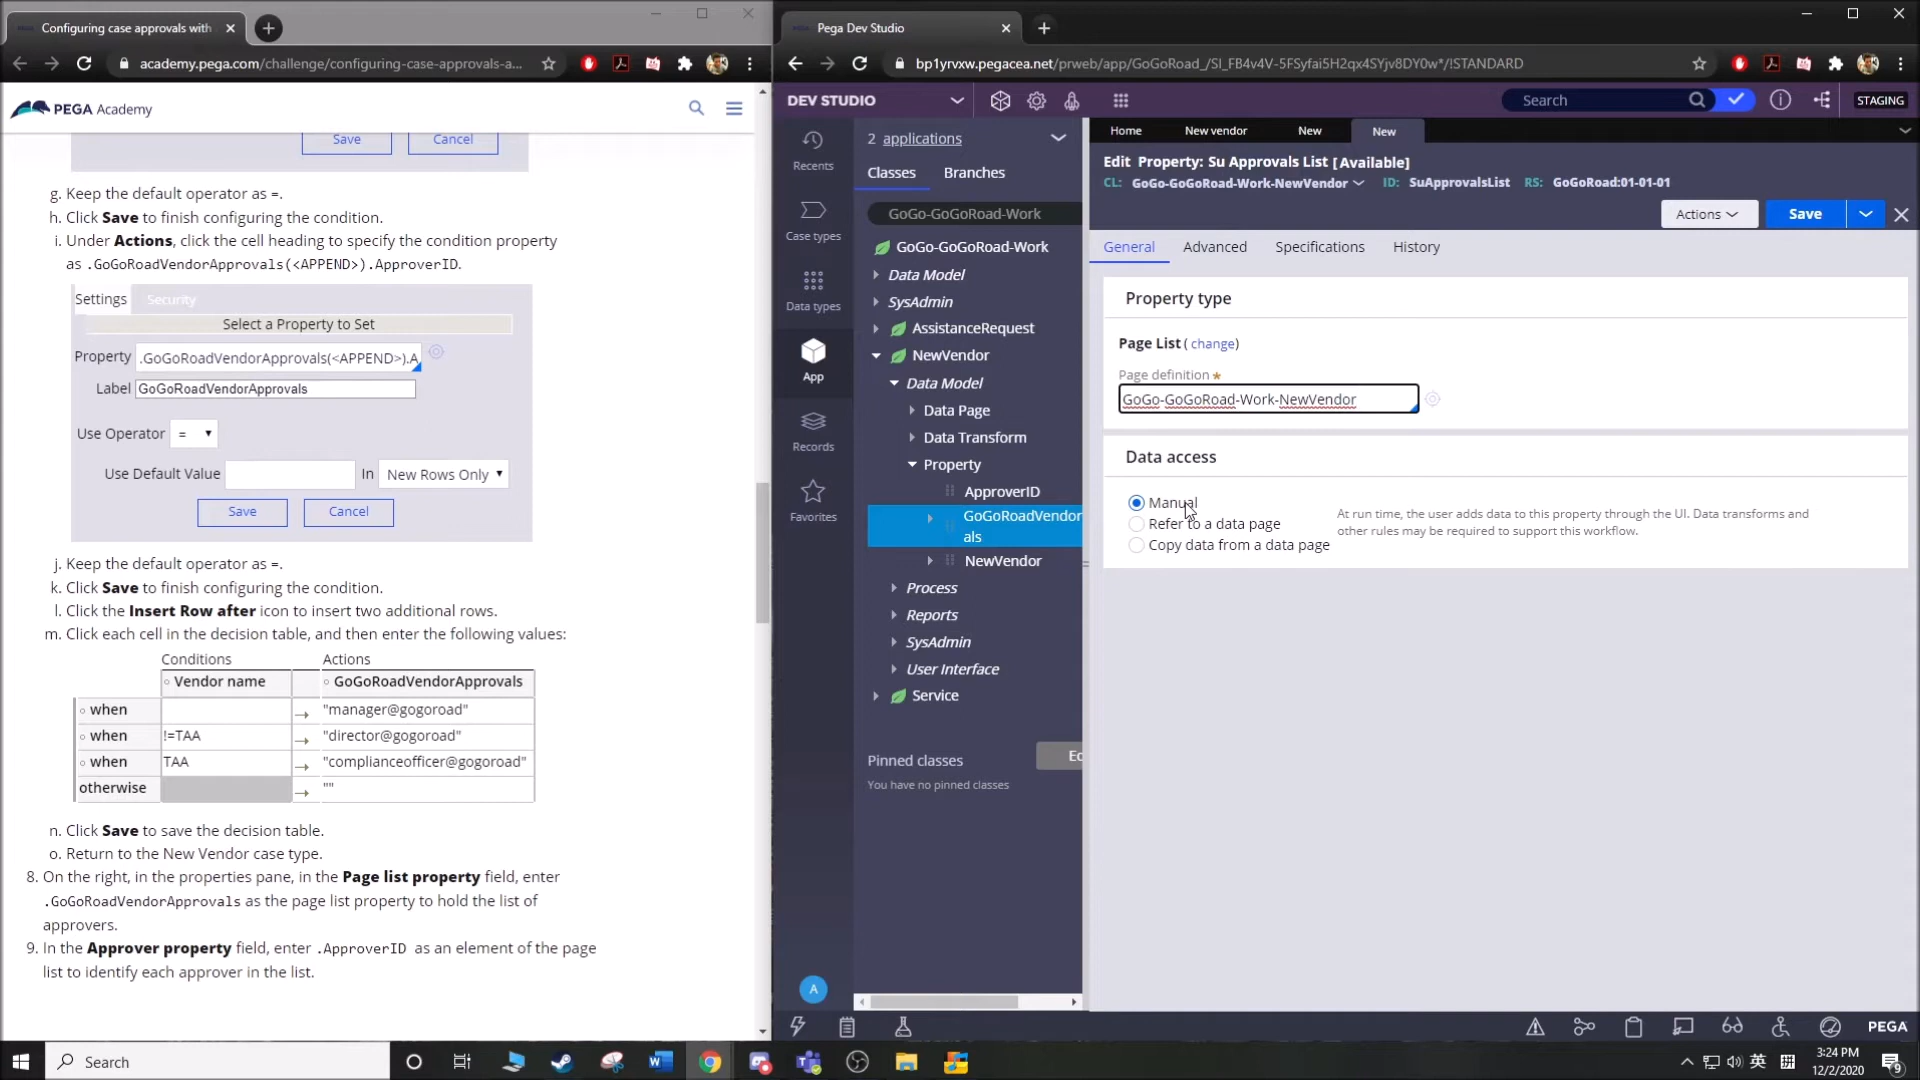 Configuring case approvals with
academy.pega.com/challenge/configuring-case-approvals-a...
PEGA Academy
Save
Cancel
g. Keep the default operator as =.
h. Click Save to finish configuring the condition.
i. Under Actions, click the cell heading to specify the condition property
as .GoGoRoadVendorApprovals(<APPEND>).ApproverID.
Settings
Security
Select a Property to Set
Property .GoGoRoadVendorApprovals(<APPEND>).A
Label GoGoRoadVendorApprovals
Use Operator =
Use Default Value In New Rows Only
Save Cancel
j. Keep the default operator as =.
k. Click Save to finish configuring the condition.
l. Click the Insert Row after icon to insert two additional rows.
m. Click each cell in the decision table, and then enter the following values:
Conditions Actions
Vendor name GoGoRoadVendorApprovals
when "manager@gogoroad"
when !=TAA "director@gogoroad"
when TAA "complianceofficer@gogoroad"
otherwise ""
n. Click Save to save the decision table.
o. Return to the New Vendor case type.
8. On the right, in the properties pane, in the Page list property field, enter
.GoGoRoadVendorApprovals as the page list property to hold the list of
approvers.
9. In the Approver property field, enter .ApproverID as an element of the page
list to identify each approver in the list.
Pega Dev Studio
bp1yrvxw.pegacea.net/prweb/app/GoGoRoad_/SI_FB4v4V-5FSyfai5H2qx4SYjv8DY0w*/!STANDARD
DEV STUDIO
Search
STAGING
Recents
Case types
Data types
App
Records
Favorites
A
2 applications
Classes
Branches
GoGo-GoGoRoad-Work
GoGo-GoGoRoad-Work
Data Model
SysAdmin
AssistanceRequest
NewVendor
Data Model
Data Page
Data Transform
Property
ApproverID
GoGoRoadVendor
als
NewVendor
Process
Reports
SysAdmin
User Interface
Service
Pinned classes
Ec
You have no pinned classes
Home
New vendor
New
New
Edit Property: Su Approvals List [Available]
CL: GoGo-GoGoRoad-Work-NewVendor ID: SuApprovalsList RS: GoGoRoad:01-01-01
Actions
Save
General
Advanced
Specifications
History
Property type
Page List ( change)
Page definition *
GoGo-GoGoRoad-Work-NewVendor
Data access
Manual
Refer to a data page
Copy data from a data page
At run time, the user adds data to this property through the UI. Data transforms and
other rules may be required to support this workflow.
PEGA
Search
英
3:24 PM
12/2/2020
9